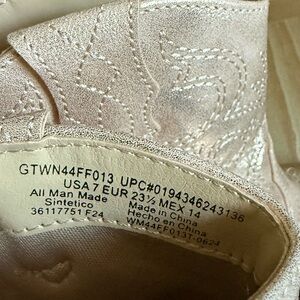 GTWN44FF013 UPC#0194346243136
USA 7 EUR 23½ MEX 14
All Man Made Made in China
Sintetico Hecho en China
36117751 F24 WM44FF013T-0624